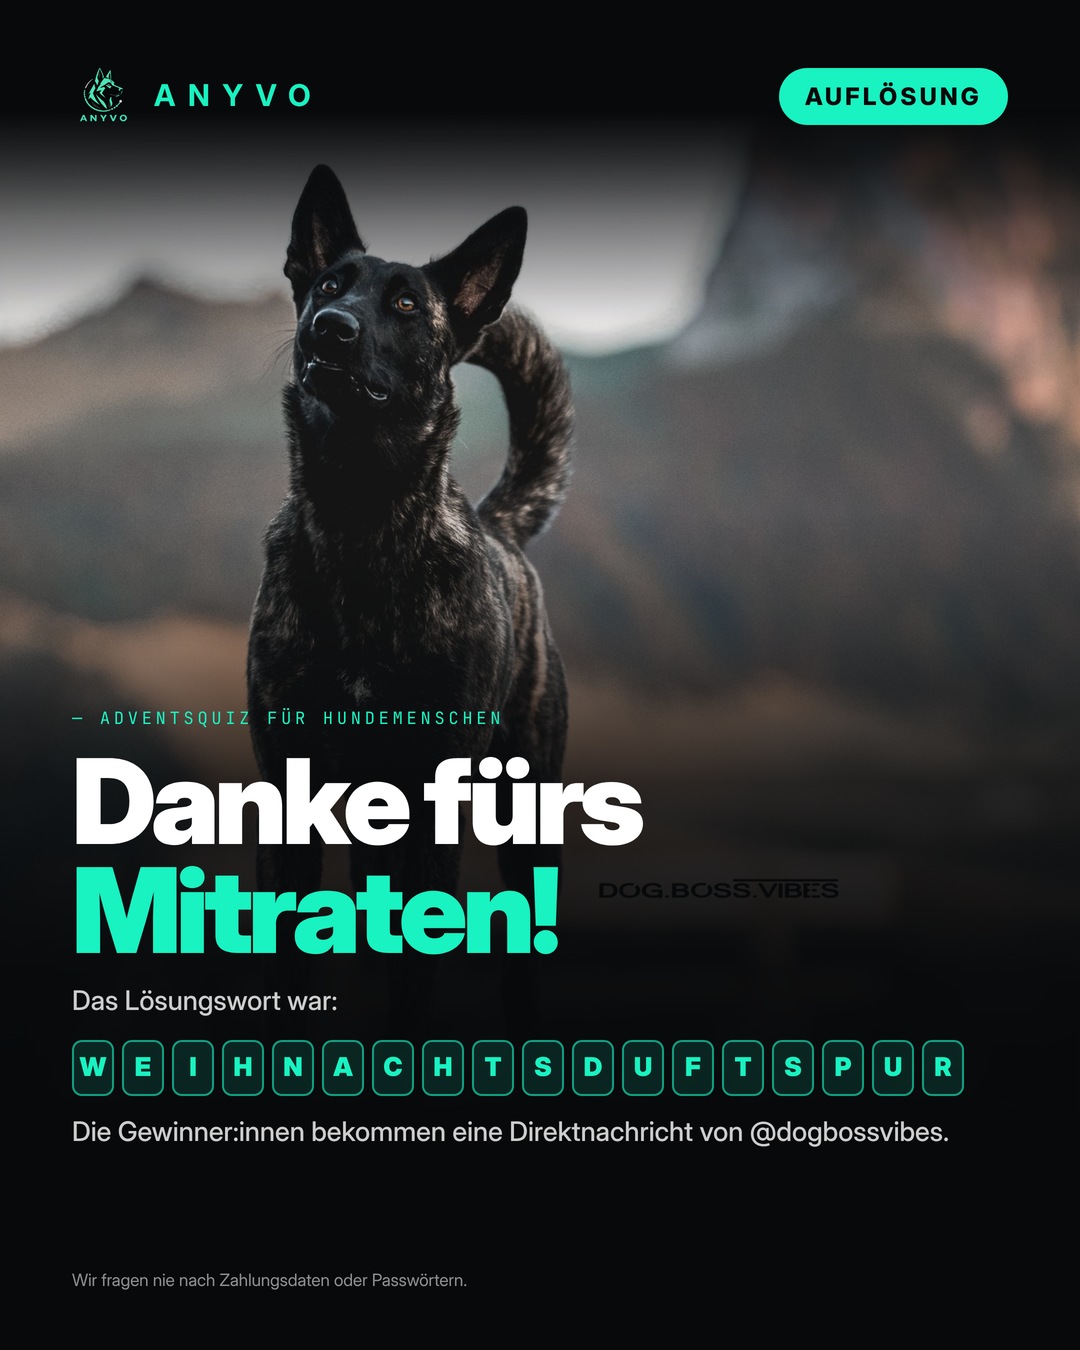 ANYVO
ANYVO
AUFLÖSUNG
— ADVENTSQUIZ FÜR HUNDEMENSCHEN
Danke fürs
Mitraten!
DOG.BOSS.VIBES
Das Lösungswort war:
WEIHNACHTSDUFTSPUR
Die Gewinner:innen bekommen eine Direktnachricht von @dogbossvibes.
Wir fragen nie nach Zahlungsdaten oder Passwörtern.